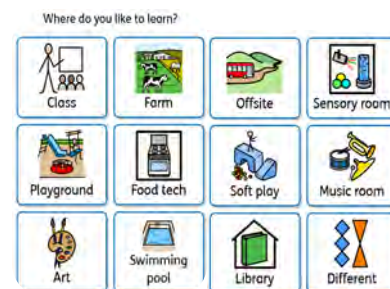 Where do you like to learn?
Class
Farm
Offsite
Sensory room
Playground
Food tech
Soft play
Music room
Art
Swimming
pool
Library
Different